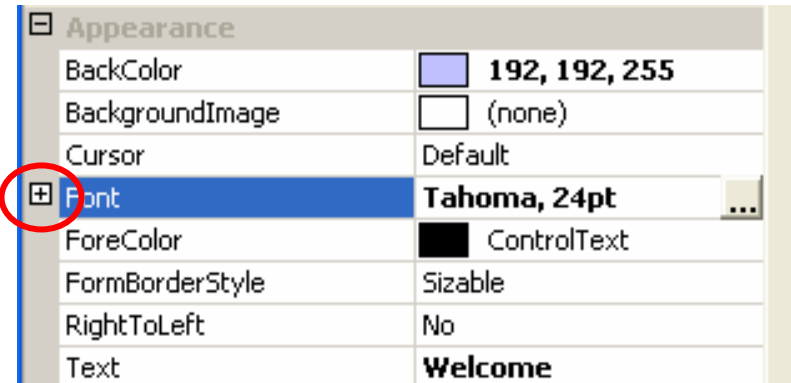 Appearance
BackColor 192, 192, 255
BackgroundImage (none)
Cursor Default
Font Tahoma, 24pt ...
ForeColor ControlText
FormBorderStyle Sizable
RightToLeft No
Text Welcome